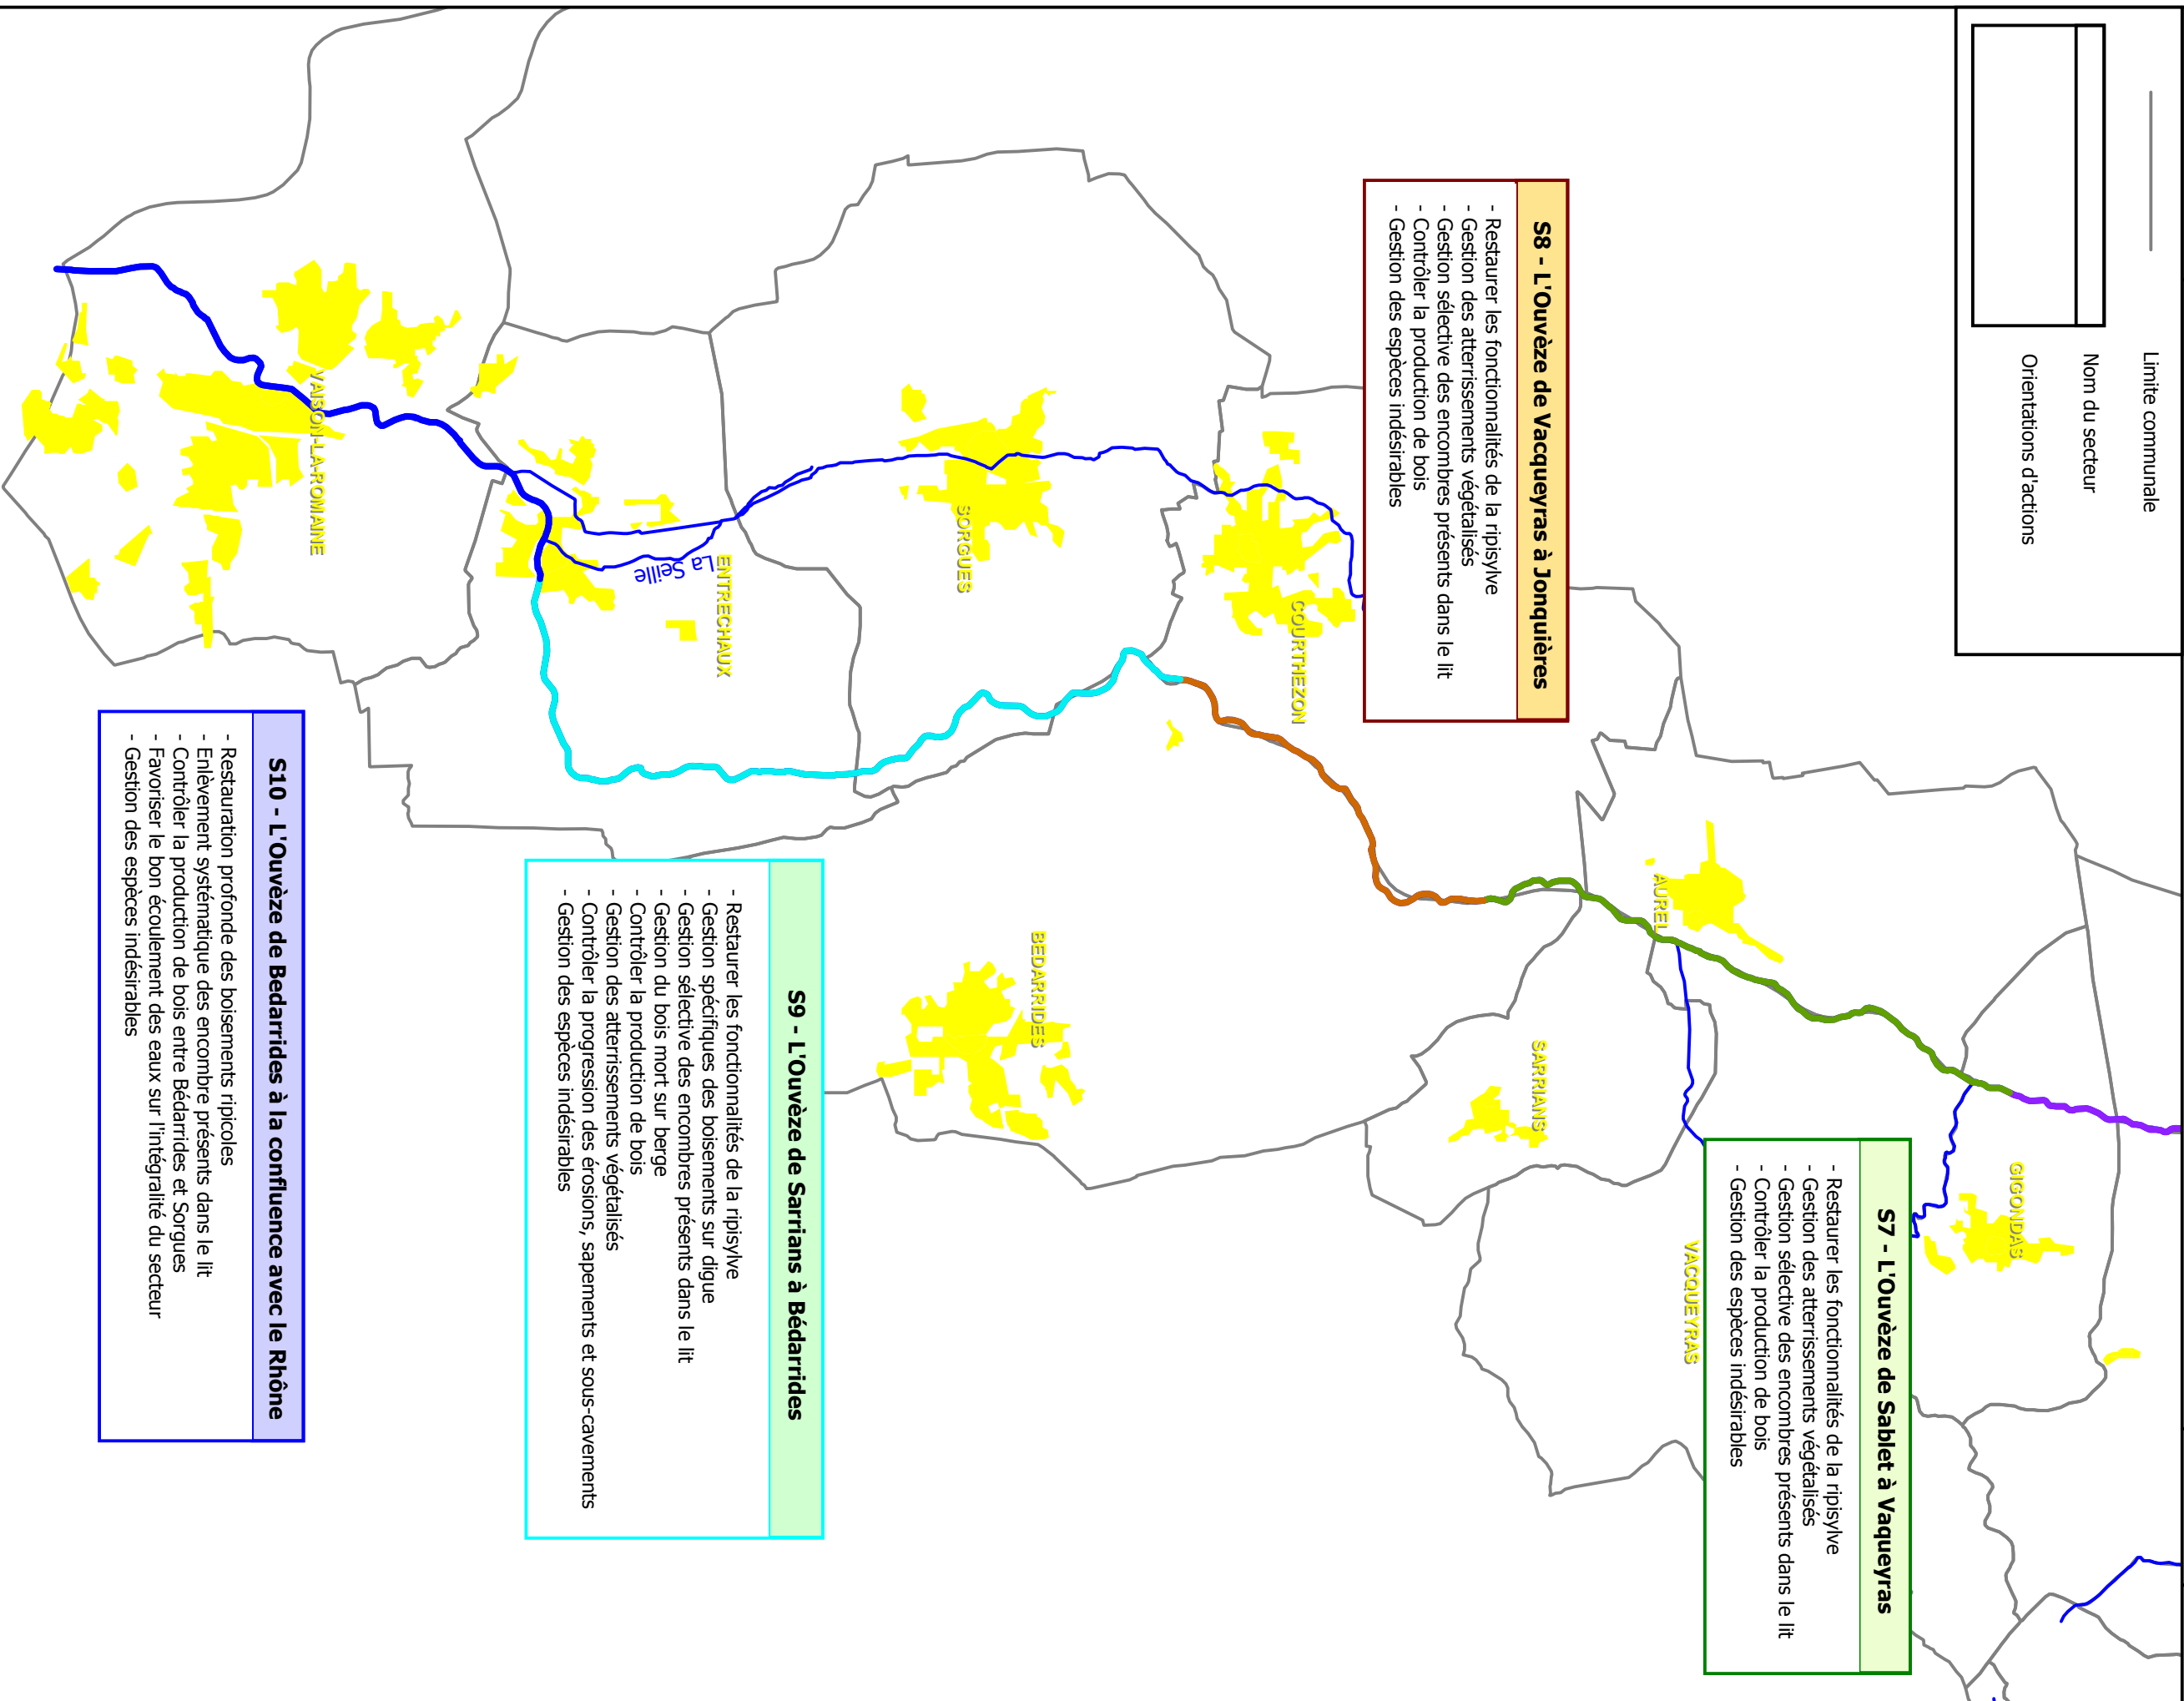 Limite communale
Nom du secteur
Orientations d'actions
S8 - L'Ouvèze de Vacqueyras à Jonquières
- Restaurer les fonctionnalités de la ripisylve
- Gestion des atterrissements végétalisés
- Gestion sélective des encombres présents dans le lit
- Contrôler la production de bois
- Gestion des espèces indésirables
S7 - L'Ouvèze de Sablet à Vaqueyras
- Restaurer les fonctionnalités de la ripisylve
- Gestion des atterrissements végétalisés
- Gestion sélective des encombres présents dans le lit
- Contrôler la production de bois
- Gestion des espèces indésirables
GIGONDAS
VACQUEYRAS
AUREL
SARRIANS
COURTHEZON
BEDARRIDES
SORGUES
ENTRECHAUX
La Seille
VAISON-LA-ROMAINE
S9 - L'Ouvèze de Sarrians à Bédarrides
- Restaurer les fonctionnalités de la ripisylve
- Gestion spécifiques des boisements sur digue
- Gestion sélective des encombres présents dans le lit
- Gestion du bois mort sur berge
- Contrôler la production de bois
- Gestion des atterrissements végétalisés
- Contrôler la progression des érosions, sapements et sous-cavements
- Gestion des espèces indésirables
S10 - L'Ouvèze de Bedarrides à la confluence avec le Rhône
- Restauration profonde des boisements ripicoles
- Enlèvement systématique des encombre présents dans le lit
- Contrôler la production de bois entre Bédarrides et Sorgues
- Favoriser le bon écoulement des eaux sur l'intégralité du secteur
- Gestion des espèces indésirables